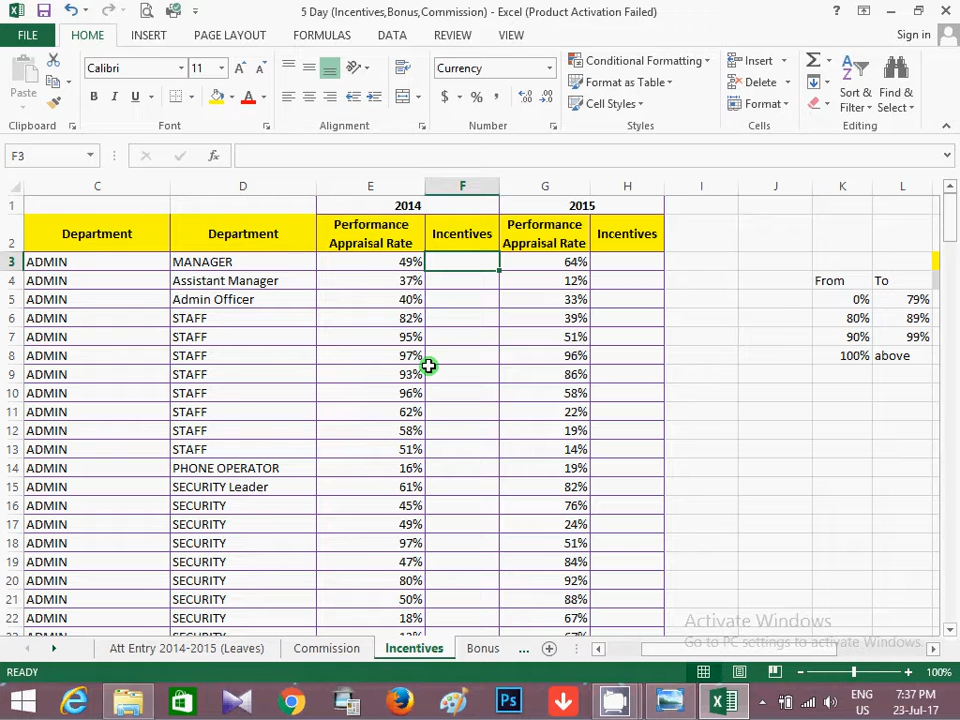 5 Day (Incentives,Bonus,Commission) - Excel (Product Activation Failed)
FILE HOME INSERT PAGE LAYOUT FORMULAS DATA REVIEW VIEW Sign in
Paste Calibri 11 Currency Conditional Formatting Insert
B I U $ % , Format as Table Delete Sort & Find &
Cell Styles Format Filter Select
Clipboard Font Alignment Number Styles Cells Editing
F3 fx
C D E F G H I J K L
1 2014 2015
2 Department Department Performance Appraisal Rate Incentives Performance Appraisal Rate Incentives
3 ADMIN MANAGER 49% 64%
4 ADMIN Assistant Manager 37% 12% From To
5 ADMIN Admin Officer 40% 33% 0% 79%
6 ADMIN STAFF 82% 39% 80% 89%
7 ADMIN STAFF 95% 51% 90% 99%
8 ADMIN STAFF 97% 96% 100% above
9 ADMIN STAFF 93% 86%
10 ADMIN STAFF 96% 58%
11 ADMIN STAFF 62% 22%
12 ADMIN STAFF 58% 19%
13 ADMIN STAFF 51% 14%
14 ADMIN PHONE OPERATOR 16% 19%
15 ADMIN SECURITY Leader 61% 82%
16 ADMIN SECURITY 45% 76%
17 ADMIN SECURITY 49% 24%
18 ADMIN SECURITY 97% 51%
19 ADMIN SECURITY 47% 84%
20 ADMIN SECURITY 80% 92%
21 ADMIN SECURITY 50% 88%
22 ADMIN SECURITY 18% 67%
Activate Windows
Go to PC settings to activate Windows.
Att Entry 2014-2015 (Leaves) Commission Incentives Bonus ...
READY 100%
ENG 7:37 PM
US 23-Jul-17